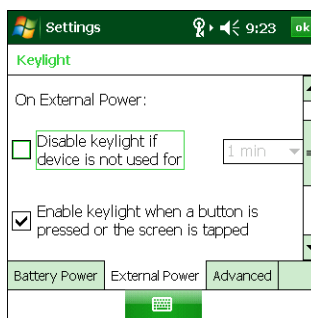 Settings 9:23 ok
Keylight
On External Power:
Disable keylight if
device is not used for
1 min
Enable keylight when a button is
pressed or the screen is tapped
Battery Power External Power Advanced